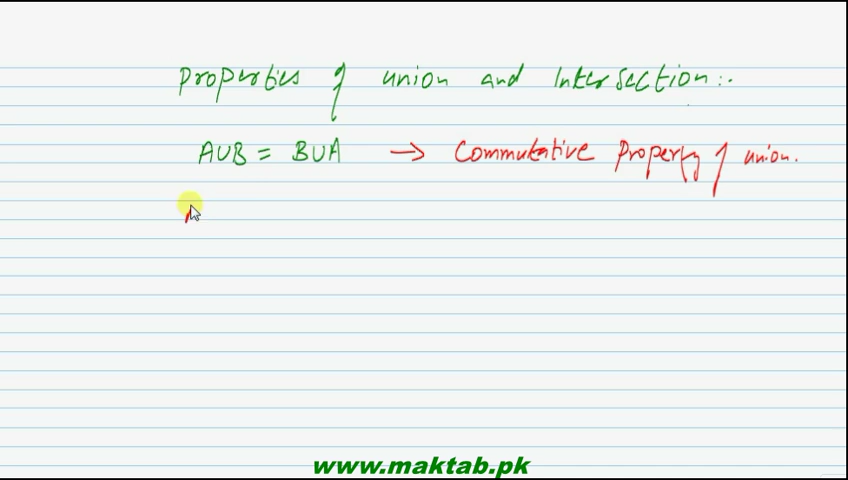 Properties of union and Intersection :-
AUB = BUA → Commutative Property of union.
www.maktab.pk